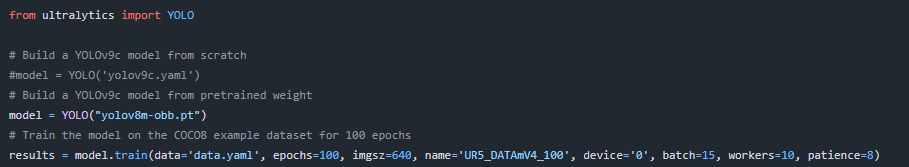 from ultralytics import YOLO
# Build a YOLOv9c model from scratch
#model = YOLO('yolov9c.yaml')
# Build a YOLOv9c model from pretrained weight
model = YOLO("yolov8m-obb.pt")
# Train the model on the COCO8 example dataset for 100 epochs
results = model.train(data='data.yaml', epochs=100, imgsz=640, name='UR5_DATAmV4_100', device='0', batch=15, workers=10, patience=8)